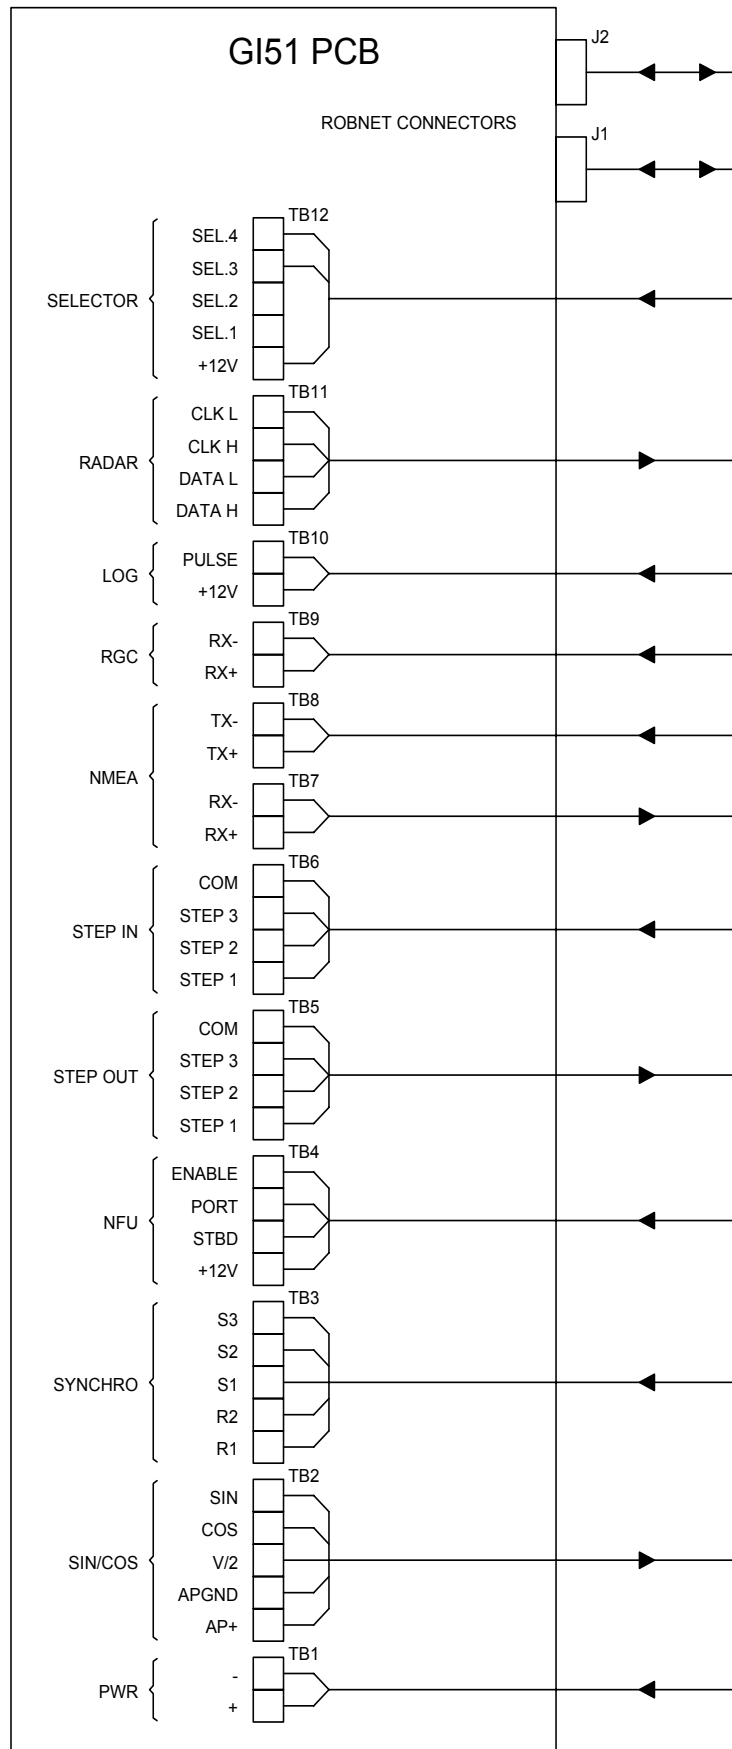 GI51 PCB
J2
ROBNET CONNECTORS
J1
TB12
SEL.4
SEL.3
SELECTOR
SEL.2
SEL.1
+12V
TB11
CLK L
CLK H
RADAR
DATA L
DATA H
TB10
PULSE
LOG
+12V
TB9
RX-
RGC
RX+
TB8
TX-
TX+
NMEA
TB7
RX-
RX+
TB6
COM
STEP 3
STEP IN
STEP 2
STEP 1
TB5
COM
STEP 3
STEP OUT
STEP 2
STEP 1
TB4
ENABLE
PORT
NFU
STBD
+12V
TB3
S3
S2
SYNCHRO
S1
R2
R1
TB2
SIN
COS
SIN/COS
V/2
APGND
AP+
TB1
-
PWR
+